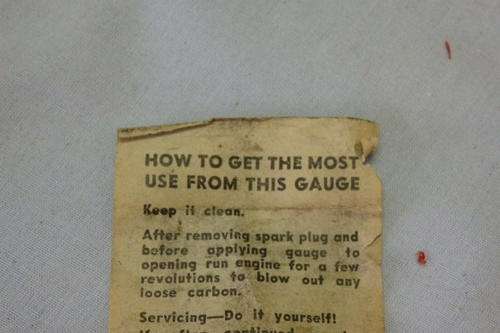 HOW TO GET THE MOST
USE FROM THIS GAUGE
Keep it clean.
After removing spark plug and
before applying gauge to
opening run engine for a few
revolutions to blow out any
loose carbon.
Servicing—Do it yourself!
continued